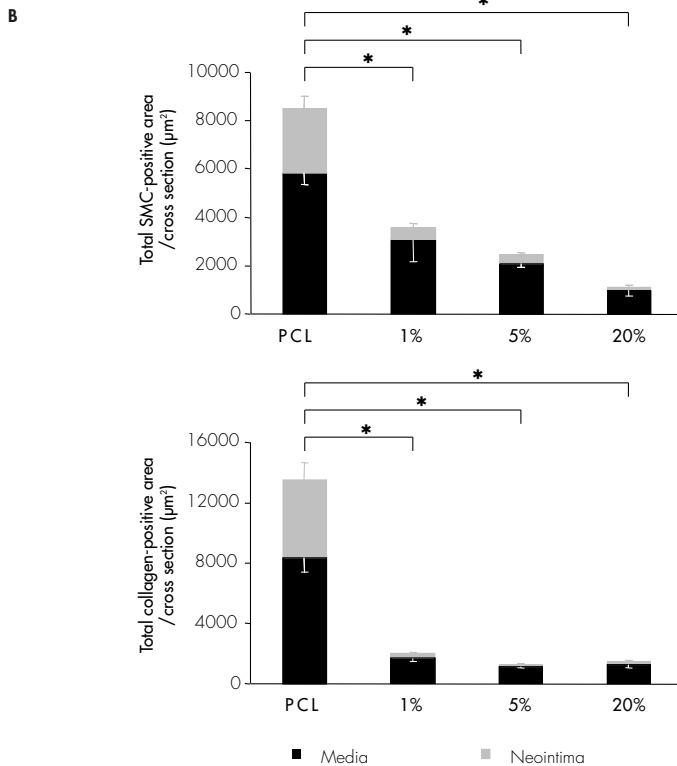 B
*
*
*
10000
8000
6000
4000
2000
0
Total SMC-positive area
/cross section (µm²)
PCL 1% 5% 20%
*
*
*
16000
12000
8000
4000
0
Total collagen-positive area
/cross section (µm²)
PCL 1% 5% 20%
Media Neointima